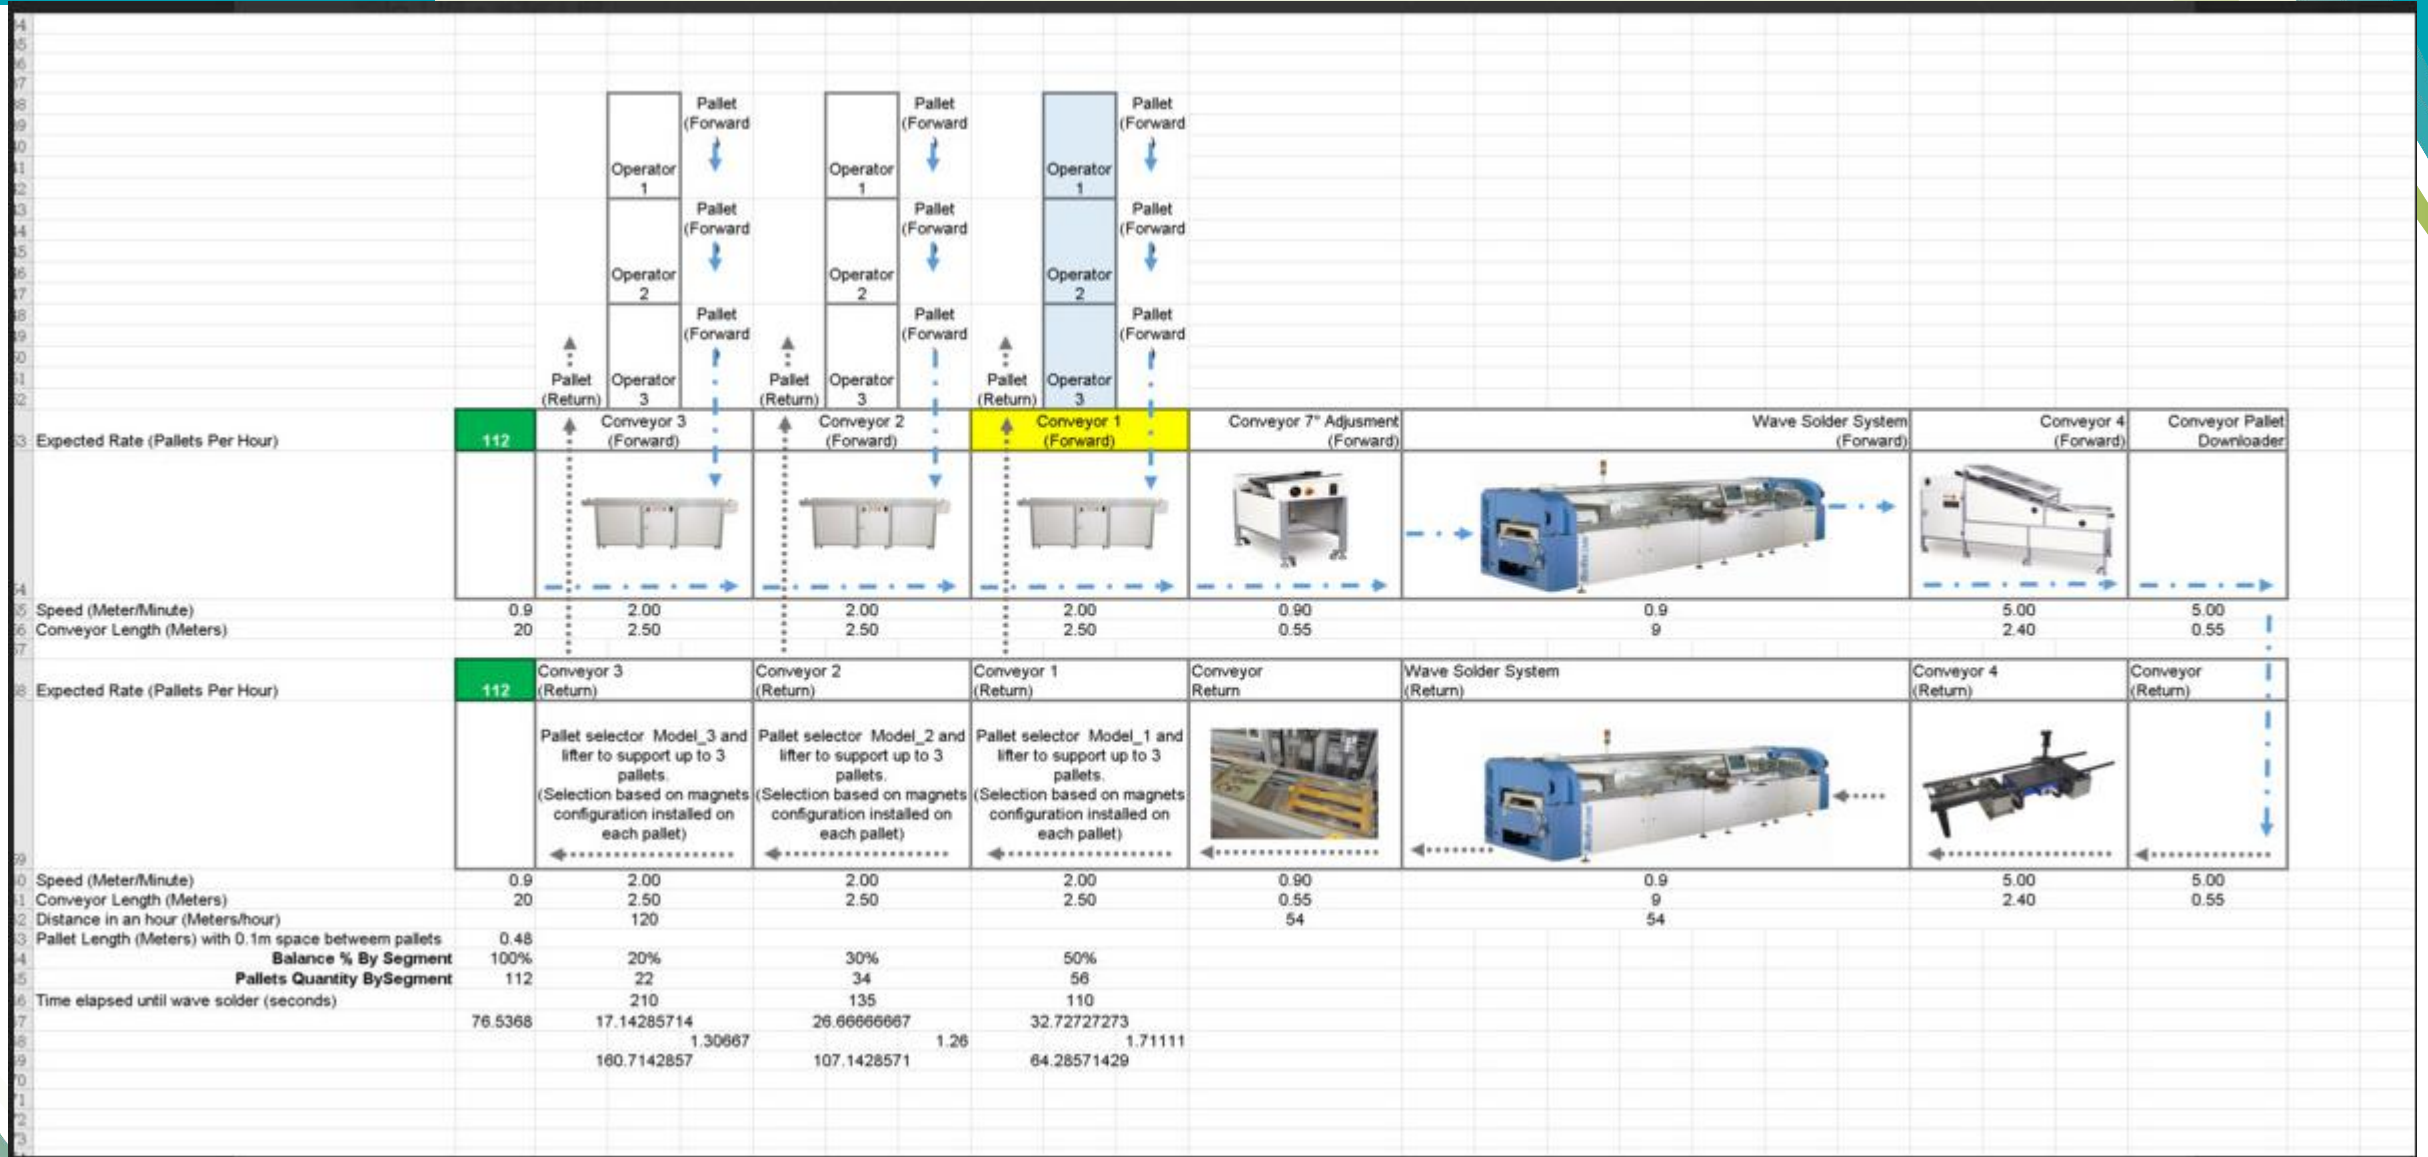 Pallet Pallet Pallet
(Forward (Forward (Forward
) ) )
Operator Operator Operator
1 1 1
Pallet Pallet Pallet
(Forward (Forward (Forward
) ) )
Operator Operator Operator
2 2 2
Pallet Pallet Pallet
(Forward (Forward (Forward
) ) )
Pallet Operator Pallet Operator Pallet Operator
(Return) 3 (Return) 3 (Return) 3
Conveyor 3 Conveyor 2 Conveyor 1 Conveyor 7° Adjusment Wave Solder System Conveyor 4 Conveyor Pallet
Expected Rate (Pallets Per Hour) 112 (Forward) (Forward) (Forward) (Forward) (Forward) (Forward) Downloader
Speed (Meter/Minute) 0.9 2.00 2.00 2.00 0.90 0.9 5.00 5.00
Conveyor Length (Meters) 20 2.50 2.50 2.50 0.55 9 2.40 0.55
Conveyor 3 Conveyor 2 Conveyor 1 Conveyor Wave Solder System Conveyor 4 Conveyor
Expected Rate (Pallets Per Hour) 112 (Return) (Return) (Return) Return (Return) (Return) (Return)
Pallet selector Model_3 and Pallet selector Model_2 and Pallet selector Model_1 and
lifter to support up to 3 lifter to support up to 3 lifter to support up to 3
pallets. pallets. pallets.
(Selection based on magnets (Selection based on magnets (Selection based on magnets
configuration installed on configuration installed on configuration installed on
each pallet) each pallet) each pallet)
Speed (Meter/Minute) 0.9 2.00 2.00 2.00 0.90 0.9 5.00 5.00
Conveyor Length (Meters) 20 2.50 2.50 2.50 0.55 9 2.40 0.55
Distance in an hour (Meters/hour) 120 54 54
Pallet Length (Meters) with 0.1m space betweem pallets 0.48
Balance % By Segment 100% 20% 30% 50%
Pallets Quantity BySegment 112 22 34 56
Time elapsed until wave solder (seconds) 210 135 110
76.5368 17.14285714 26.66666667 32.72727273
1.30667 1.26 1.71111
160.7142857 107.1428571 64.28571429